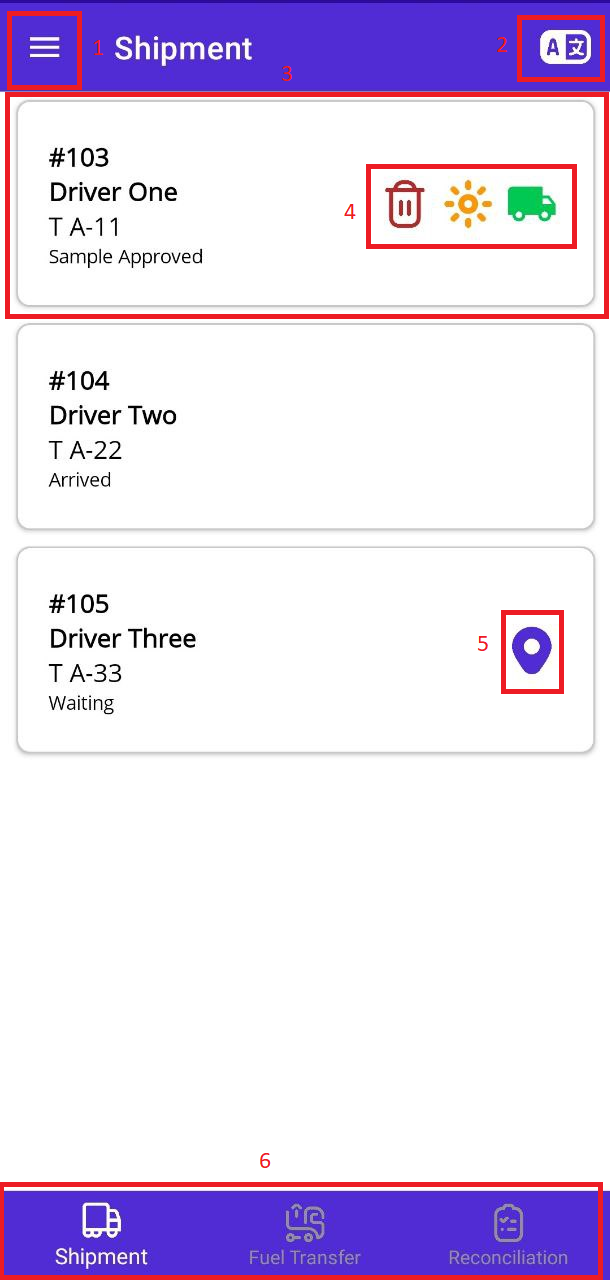 1 Shipment 2
A 文
3
#103
Driver One
T A-11
Sample Approved
4
#104
Driver Two
T A-22
Arrived
#105
Driver Three
T A-33
Waiting
5
6
Shipment Fuel Transfer Reconciliation